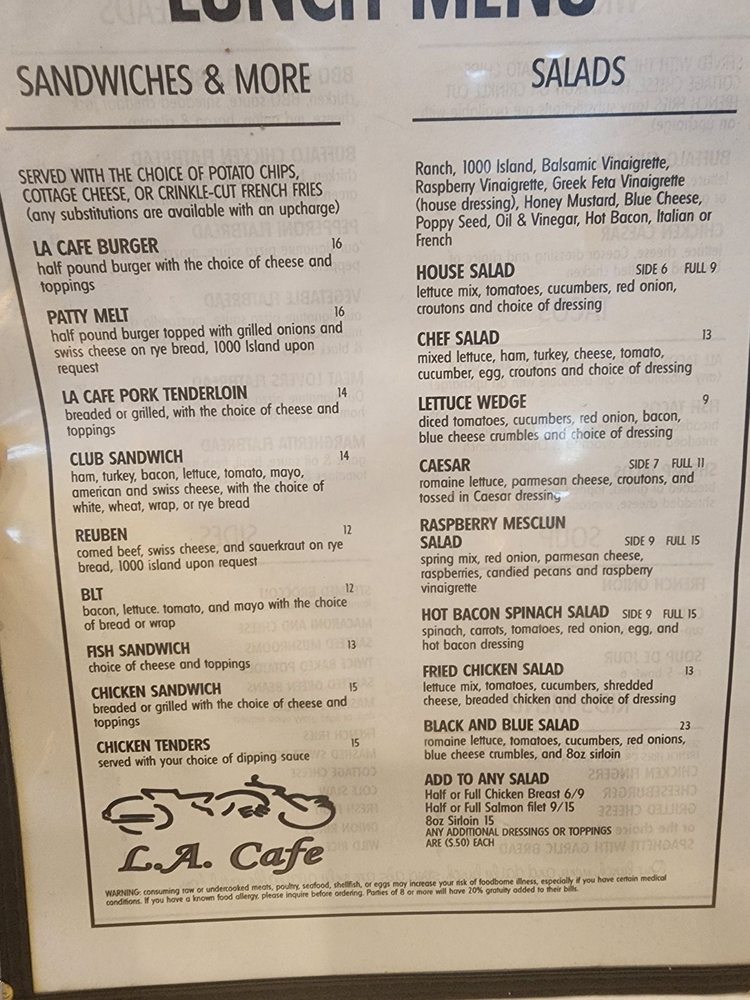 LUNCH MENU
SANDWICHES & MORE
SERVED WITH THE CHOICE OF POTATO CHIPS,
COTTAGE CHEESE, OR CRINKLE-CUT FRENCH FRIES
(any substitutions are available with an upcharge)
LA CAFE BURGER 16
half pound burger with the choice of cheese and
toppings
PATTY MELT 16
half pound burger topped with grilled onions and
swiss cheese on rye bread, 1000 Island upon
request
LA CAFE PORK TENDERLOIN 14
breaded or grilled, with the choice of cheese and
toppings
CLUB SANDWICH 14
ham, turkey, bacon, lettuce, tomato, mayo,
american and swiss cheese, with the choice of
white, wheat, wrap, or rye bread
REUBEN 12
corned beef, swiss cheese, and sauerkraut on rye
bread, 1000 island upon request
BLT 12
bacon, lettuce. tomato, and mayo with the choice
of bread or wrap
FISH SANDWICH 13
choice of cheese and toppings
CHICKEN SANDWICH 15
breaded or grilled with the choice of cheese and
toppings
CHICKEN TENDERS 15
served with your choice of dipping sauce
L.A. Cafe
SALADS
Ranch, 1000 Island, Balsamic Vinaigrette,
Raspberry Vinaigrette, Greek Feta Vinaigrette
(house dressing), Honey Mustard, Blue Cheese,
Poppy Seed, Oil & Vinegar, Hot Bacon, Italian or
French
HOUSE SALAD SIDE 6 FULL 9
lettuce mix, tomatoes, cucumbers, red onion,
croutons and choice of dressing
CHEF SALAD 13
mixed lettuce, ham, turkey, cheese, tomato,
cucumber, egg, croutons and choice of dressing
LETTUCE WEDGE 9
diced tomatoes, cucumbers, red onion, bacon,
blue cheese crumbles and choice of dressing
CAESAR SIDE 7 FULL 11
romaine lettuce, parmesan cheese, croutons, and
tossed in Caesar dressing
RASPBERRY MESCLUN
SALAD SIDE 9 FULL 15
spring mix, red onion, parmesan cheese,
raspberries, candied pecans and raspberry
vinaigrette
HOT BACON SPINACH SALAD SIDE 9 FULL 15
spinach, carrots, tomatoes, red onion, egg, and
hot bacon dressing
FRIED CHICKEN SALAD 13
lettuce mix, tomatoes, cucumbers, shredded
cheese, breaded chicken and choice of dressing
BLACK AND BLUE SALAD 23
romaine lettuce, tomatoes, cucumbers, red onions,
blue cheese crumbles, and 8oz sirloin
ADD TO ANY SALAD
Half or Full Chicken Breast 6/9
Half or Full Salmon filet 9/15
8oz Sirloin 15
ANY ADDITIONAL DRESSINGS OR TOPPINGS
ARE ($.50) EACH
WARNING: consuming raw or undercooked meats, poultry, seafood, shellfish, or eggs may increase your risk of foodborne illness, especially if you have certain medical
conditions. If you have a known food allergy, please inquire before ordering. Parties of 8 or more will have 20% gratuity added to their bills.